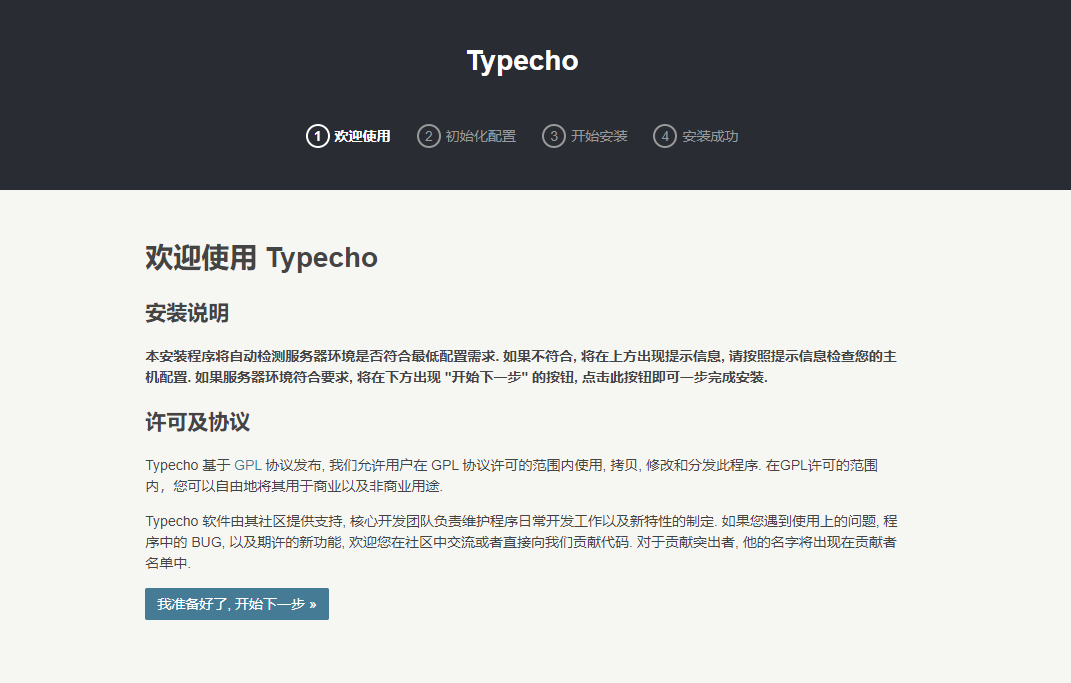 Typecho
1 欢迎使用 2 初始化配置 3 开始安装 4 安装成功
欢迎使用 Typecho
安装说明
本安装程序将自动检测服务器环境是否符合最低配置需求. 如果不符合, 将在上方出现提示信息, 请按照提示信息检查您的主
机配置. 如果服务器环境符合要求, 将在下方出现 "开始下一步" 的按钮, 点击此按钮即可一步完成安装.
许可及协议
Typecho 基于 GPL 协议发布, 我们允许用户在 GPL 协议许可的范围内使用, 拷贝, 修改和分发此程序. 在GPL许可的范围
内，您可以自由地将其用于商业以及非商业用途.
Typecho 软件由其社区提供支持, 核心开发团队负责维护程序日常开发工作以及新特性的制定. 如果您遇到使用上的问题, 程
序中的 BUG, 以及期许的新功能, 欢迎您在社区中交流或者直接向我们贡献代码. 对于贡献突出者, 他的名字将出现在贡献者
名单中.
我准备好了, 开始下一步 »